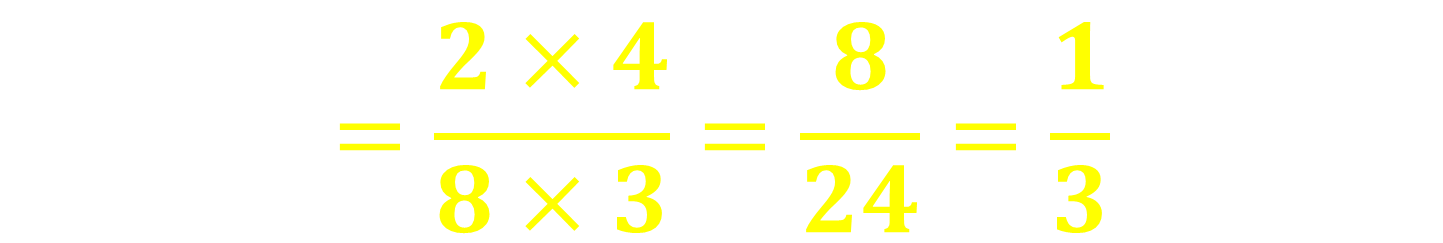 = 2 × 4 / 8 × 3 = 8 / 24 = 1 / 3